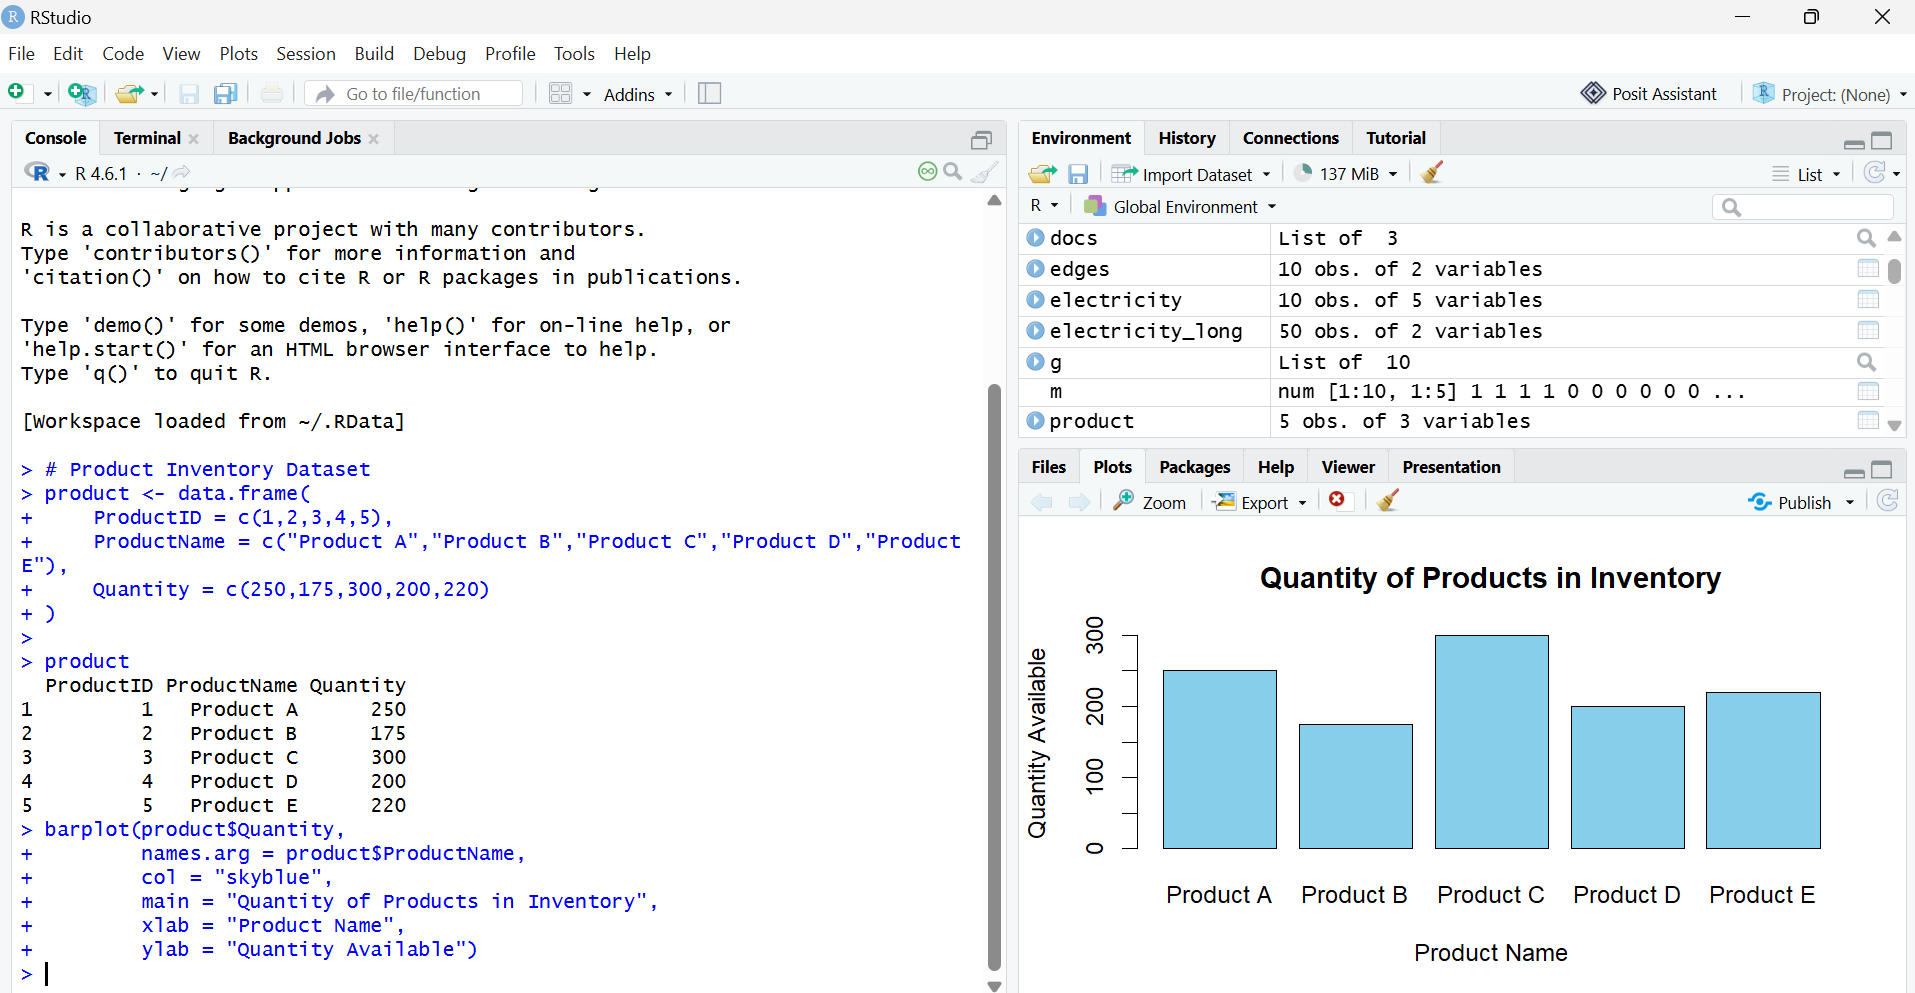 RStudio
File Edit Code View Plots Session Build Debug Profile Tools Help
Go to file/function Addins Posit Assistant Project: (None)
Console Terminal Background Jobs
R 4.6.1 · ~/
R is a collaborative project with many contributors.
Type 'contributors()' for more information and
'citation()' on how to cite R or R packages in publications.
Type 'demo()' for some demos, 'help()' for on-line help, or
'help.start()' for an HTML browser interface to help.
Type 'q()' to quit R.
[Workspace loaded from ~/.RData]
> # Product Inventory Dataset
> product <- data.frame(
+     ProductID = c(1,2,3,4,5),
+     ProductName = c("Product A","Product B","Product C","Product D","Product
E"),
+     Quantity = c(250,175,300,200,220)
+ )
>
> product
  ProductID ProductName Quantity
1         1   Product A      250
2         2   Product B      175
3         3   Product C      300
4         4   Product D      200
5         5   Product E      220
> barplot(product$Quantity,
+         names.arg = product$ProductName,
+         col = "skyblue",
+         main = "Quantity of Products in Inventory",
+         xlab = "Product Name",
+         ylab = "Quantity Available")
>
Environment History Connections Tutorial
Import Dataset 137 MiB List
R Global Environment
docs List of 3
edges 10 obs. of 2 variables
electricity 10 obs. of 5 variables
electricity_long 50 obs. of 2 variables
g List of 10
m num [1:10, 1:5] 1 1 1 1 0 0 0 0 0 0 ...
product 5 obs. of 3 variables
Files Plots Packages Help Viewer Presentation
Zoom Export Publish
Quantity of Products in Inventory
Quantity Available
300
200
100
0
Product A Product B Product C Product D Product E
Product Name